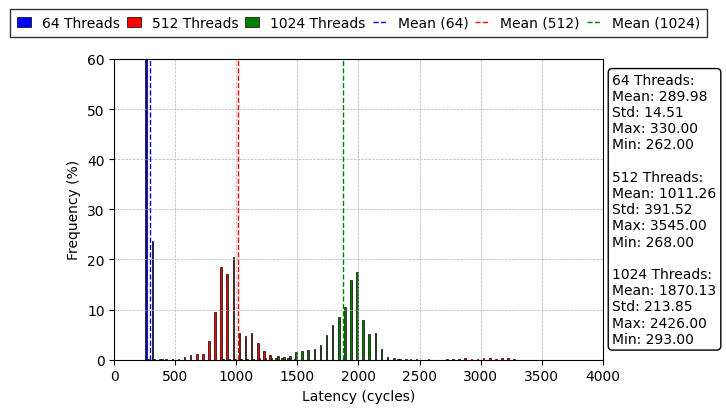 64 Threads 512 Threads 1024 Threads Mean (64) Mean (512) Mean (1024)
60
50
40
30
20
10
0
Frequency (%)
0 500 1000 1500 2000 2500 3000 3500 4000
Latency (cycles)
64 Threads:
Mean: 289.98
Std: 14.51
Max: 330.00
Min: 262.00
512 Threads:
Mean: 1011.26
Std: 391.52
Max: 3545.00
Min: 268.00
1024 Threads:
Mean: 1870.13
Std: 213.85
Max: 2426.00
Min: 293.00